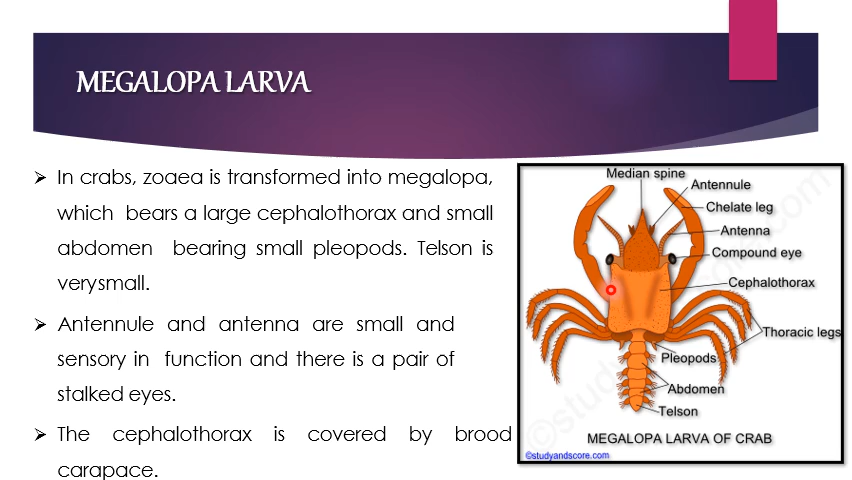 MEGALOPA LARVA
➢ In crabs, zoaea is transformed into megalopa,
which bears a large cephalothorax and small
abdomen bearing small pleopods. Telson is
verysmall.
➢ Antennule and antenna are small and
sensory in function and there is a pair of
stalked eyes.
➢ The cephalothorax is covered by brood
carapace.
Median spine
Antennule
Chelate leg
Antenna
Compound eye
Cephalothorax
Thoracic legs
Pleopods
Abdomen
Telson
MEGALOPA LARVA OF CRAB
©studyandscore.com
©studyandscore.com